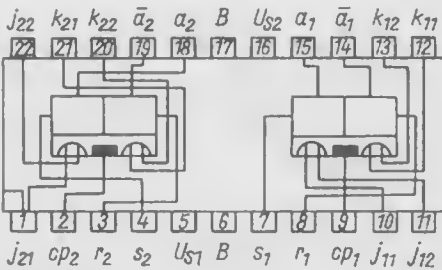 j22 k21 k22 ā2 a2 B US2 a1 ā1 k12 k11
22 21 20 19 18 17 16 15 14 13 12
1 2 3 4 5 6 7 8 9 10 11
j21 cp2 r2 s2 US1 B s1 r1 cp1 j11 j12